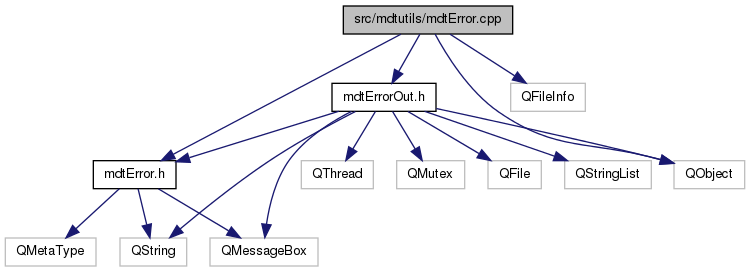 src/mdtutils/mdtError.cpp
mdtErrorOut.h
QFileInfo
mdtError.h
QThread
QMutex
QFile
QStringList
QObject
QMetaType
QString
QMessageBox